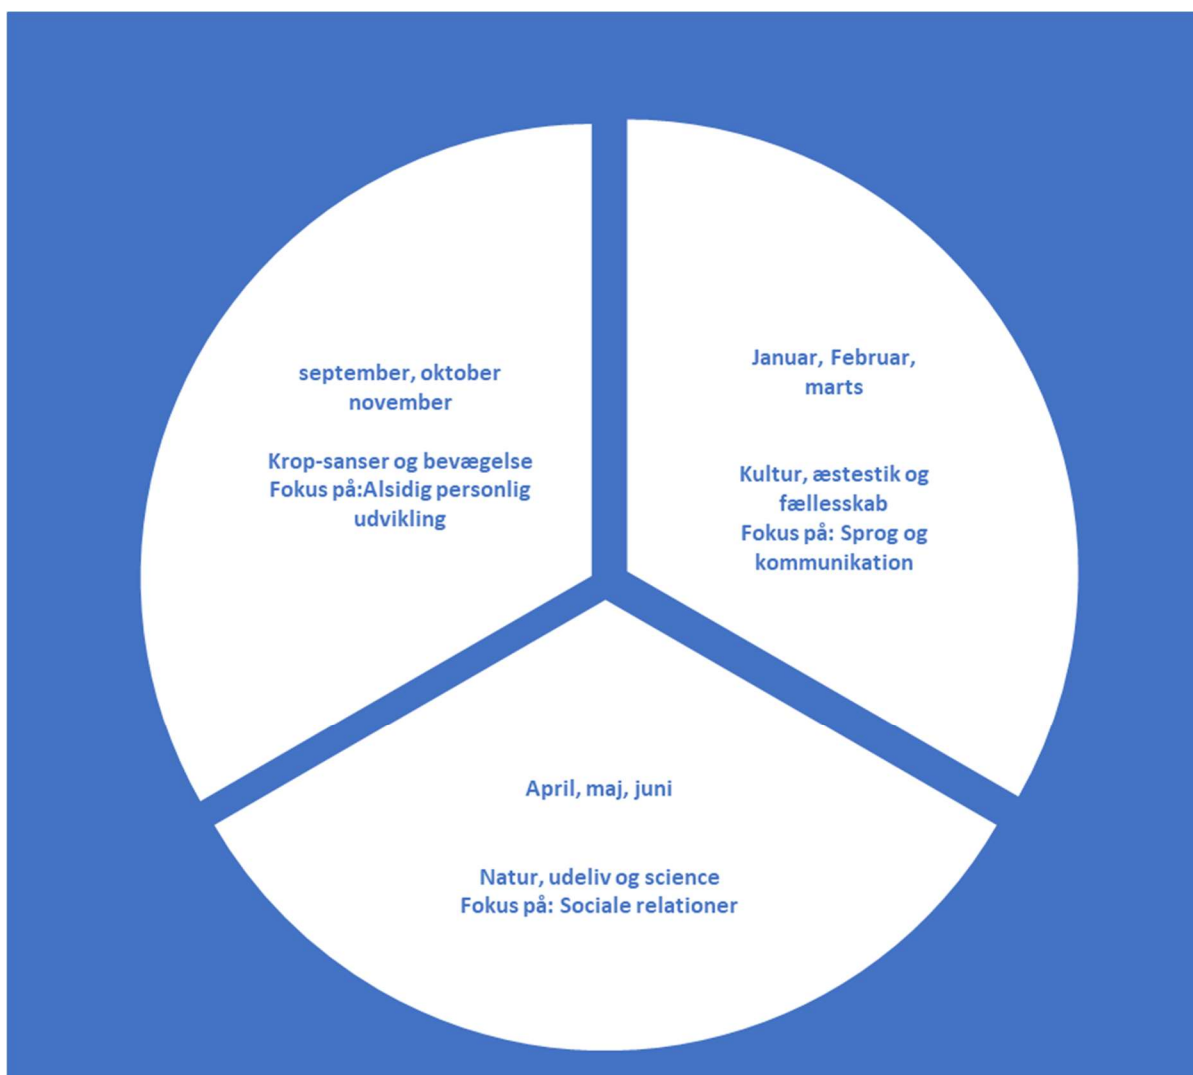 september, oktober
november
Krop-sanser og bevægelse
Fokus på:Alsidig personlig
udvikling
Januar, Februar,
marts
Kultur, æstestik og
fællesskab
Fokus på: Sprog og
kommunikation
April, maj, juni
Natur, udeliv og science
Fokus på: Sociale relationer